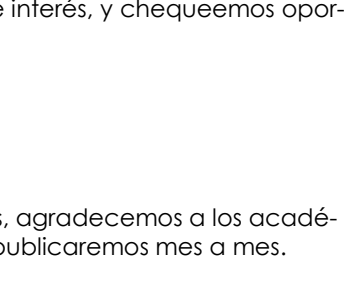 interés, y chequeemos opor-
, agradecemos a los acadé-
publicaremos mes a mes.